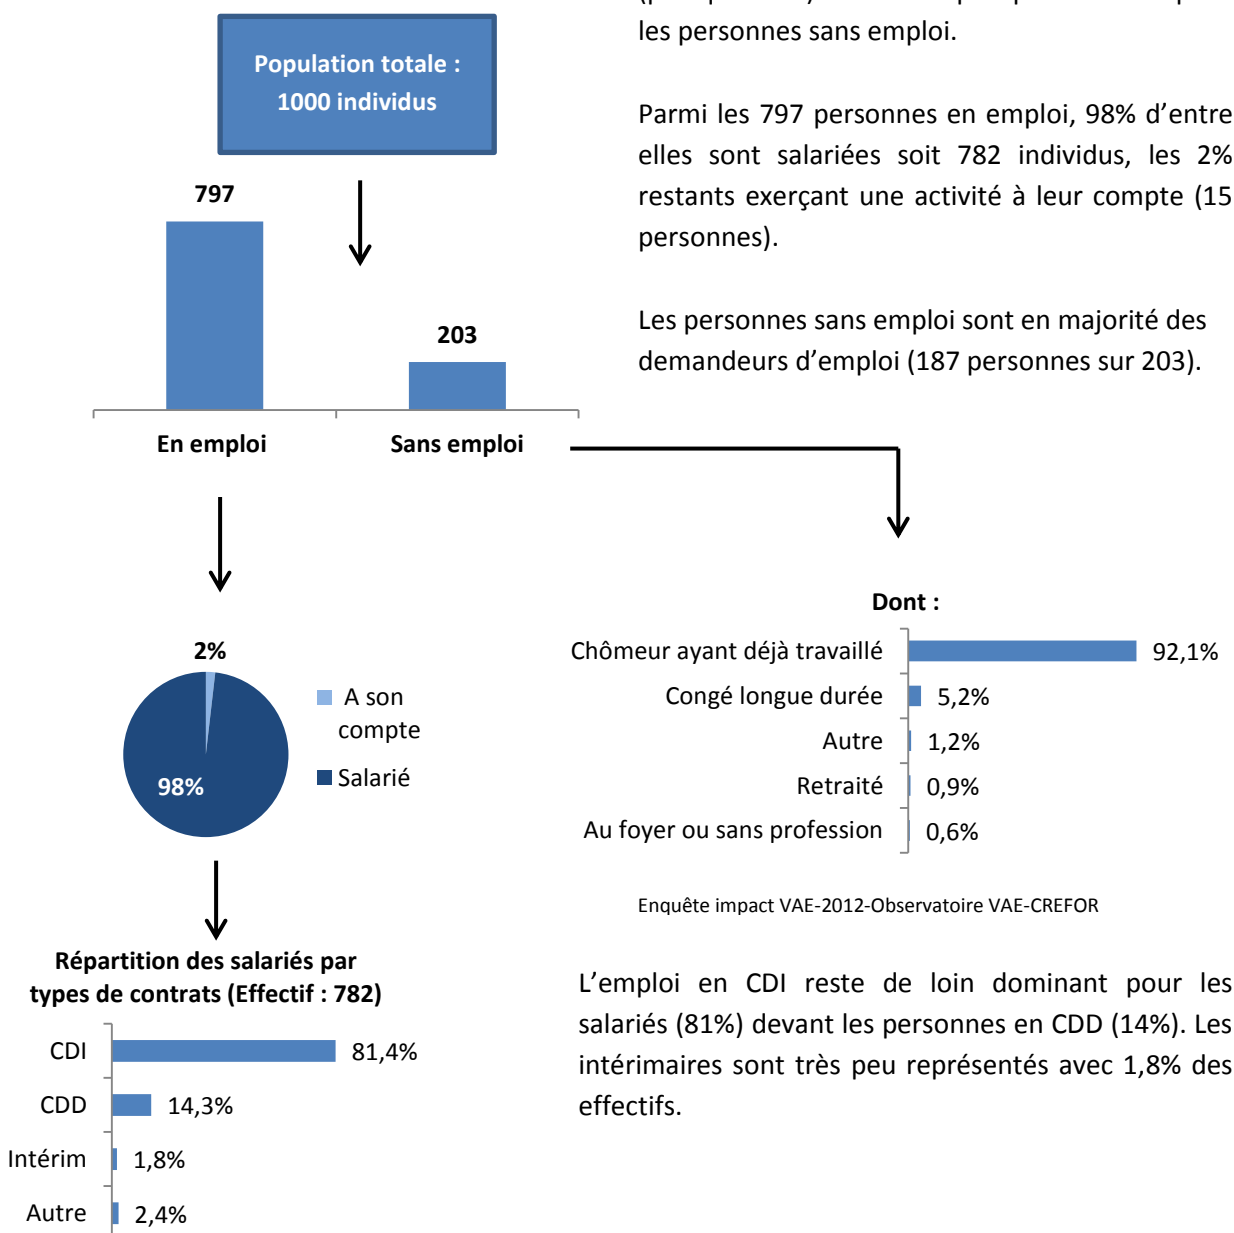 les personnes sans emploi.
Population totale :
1000 individus
Parmi les 797 personnes en emploi, 98% d’entre
elles sont salariées soit 782 individus, les 2%
restants exerçant une activité à leur compte (15
personnes).
Les personnes sans emploi sont en majorité des
demandeurs d’emploi (187 personnes sur 203).
797
203
En emploi
Sans emploi
2%
98%
A son
compte
Salarié
Dont :
Chômeur ayant déjà travaillé
92,1%
Congé longue durée
5,2%
Autre
1,2%
Retraité
0,9%
Au foyer ou sans profession
0,6%
Enquête impact VAE-2012-Observatoire VAE-CREFOR
Répartition des salariés par
types de contrats (Effectif : 782)
CDI
81,4%
CDD
14,3%
Intérim
1,8%
Autre
2,4%
L’emploi en CDI reste de loin dominant pour les
salariés (81%) devant les personnes en CDD (14%). Les
intérimaires sont très peu représentés avec 1,8% des
effectifs.